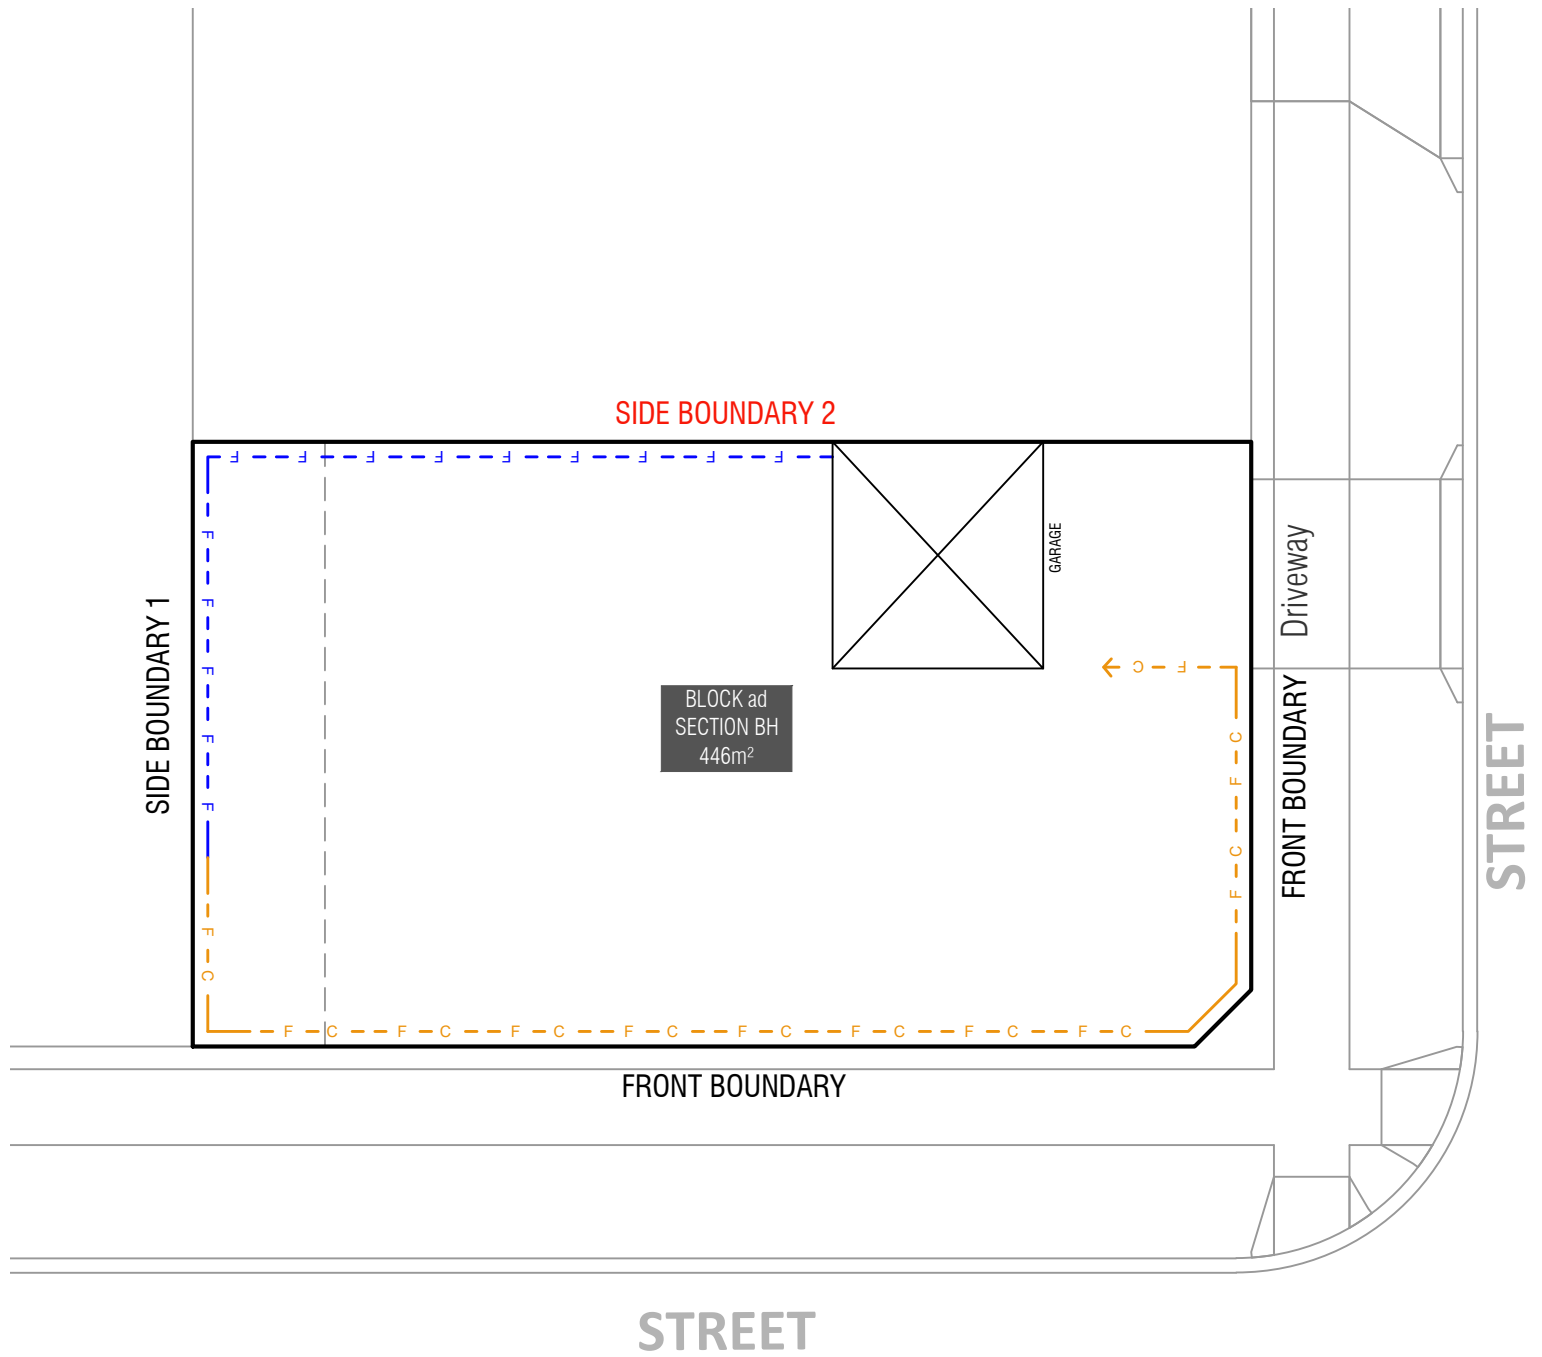 SIDE BOUNDARY 2
F F F F F F F F F
F F F F F
SIDE BOUNDARY 1
GARAGE
Driveway
C F
BLOCK ad
SECTION BH
446m²
FRONT BOUNDARY
C F C F
STREET
F C
F C F C F C F C F C F C F C F C
FRONT BOUNDARY
STREET